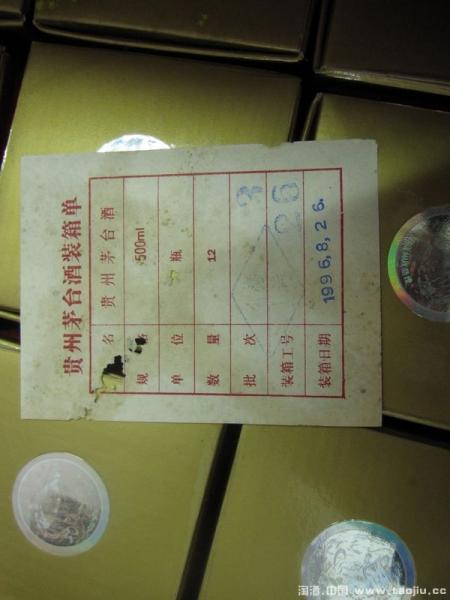 贵州茅台酒装箱单
名 贵州茅台酒
规格 500ml
单位 瓶
数量 12
批次 3
装箱工号 26
装箱日期 1996.8.26.
淘酒.中国 www.taojiu.cc